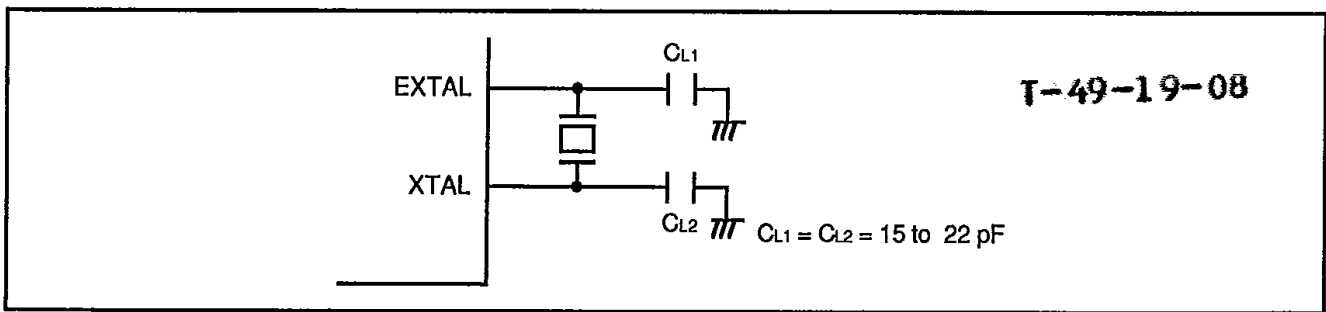 CL1
EXTAL
T-49-19-08
XTAL
CL2
CL1 = CL2 = 15 to 22 pF